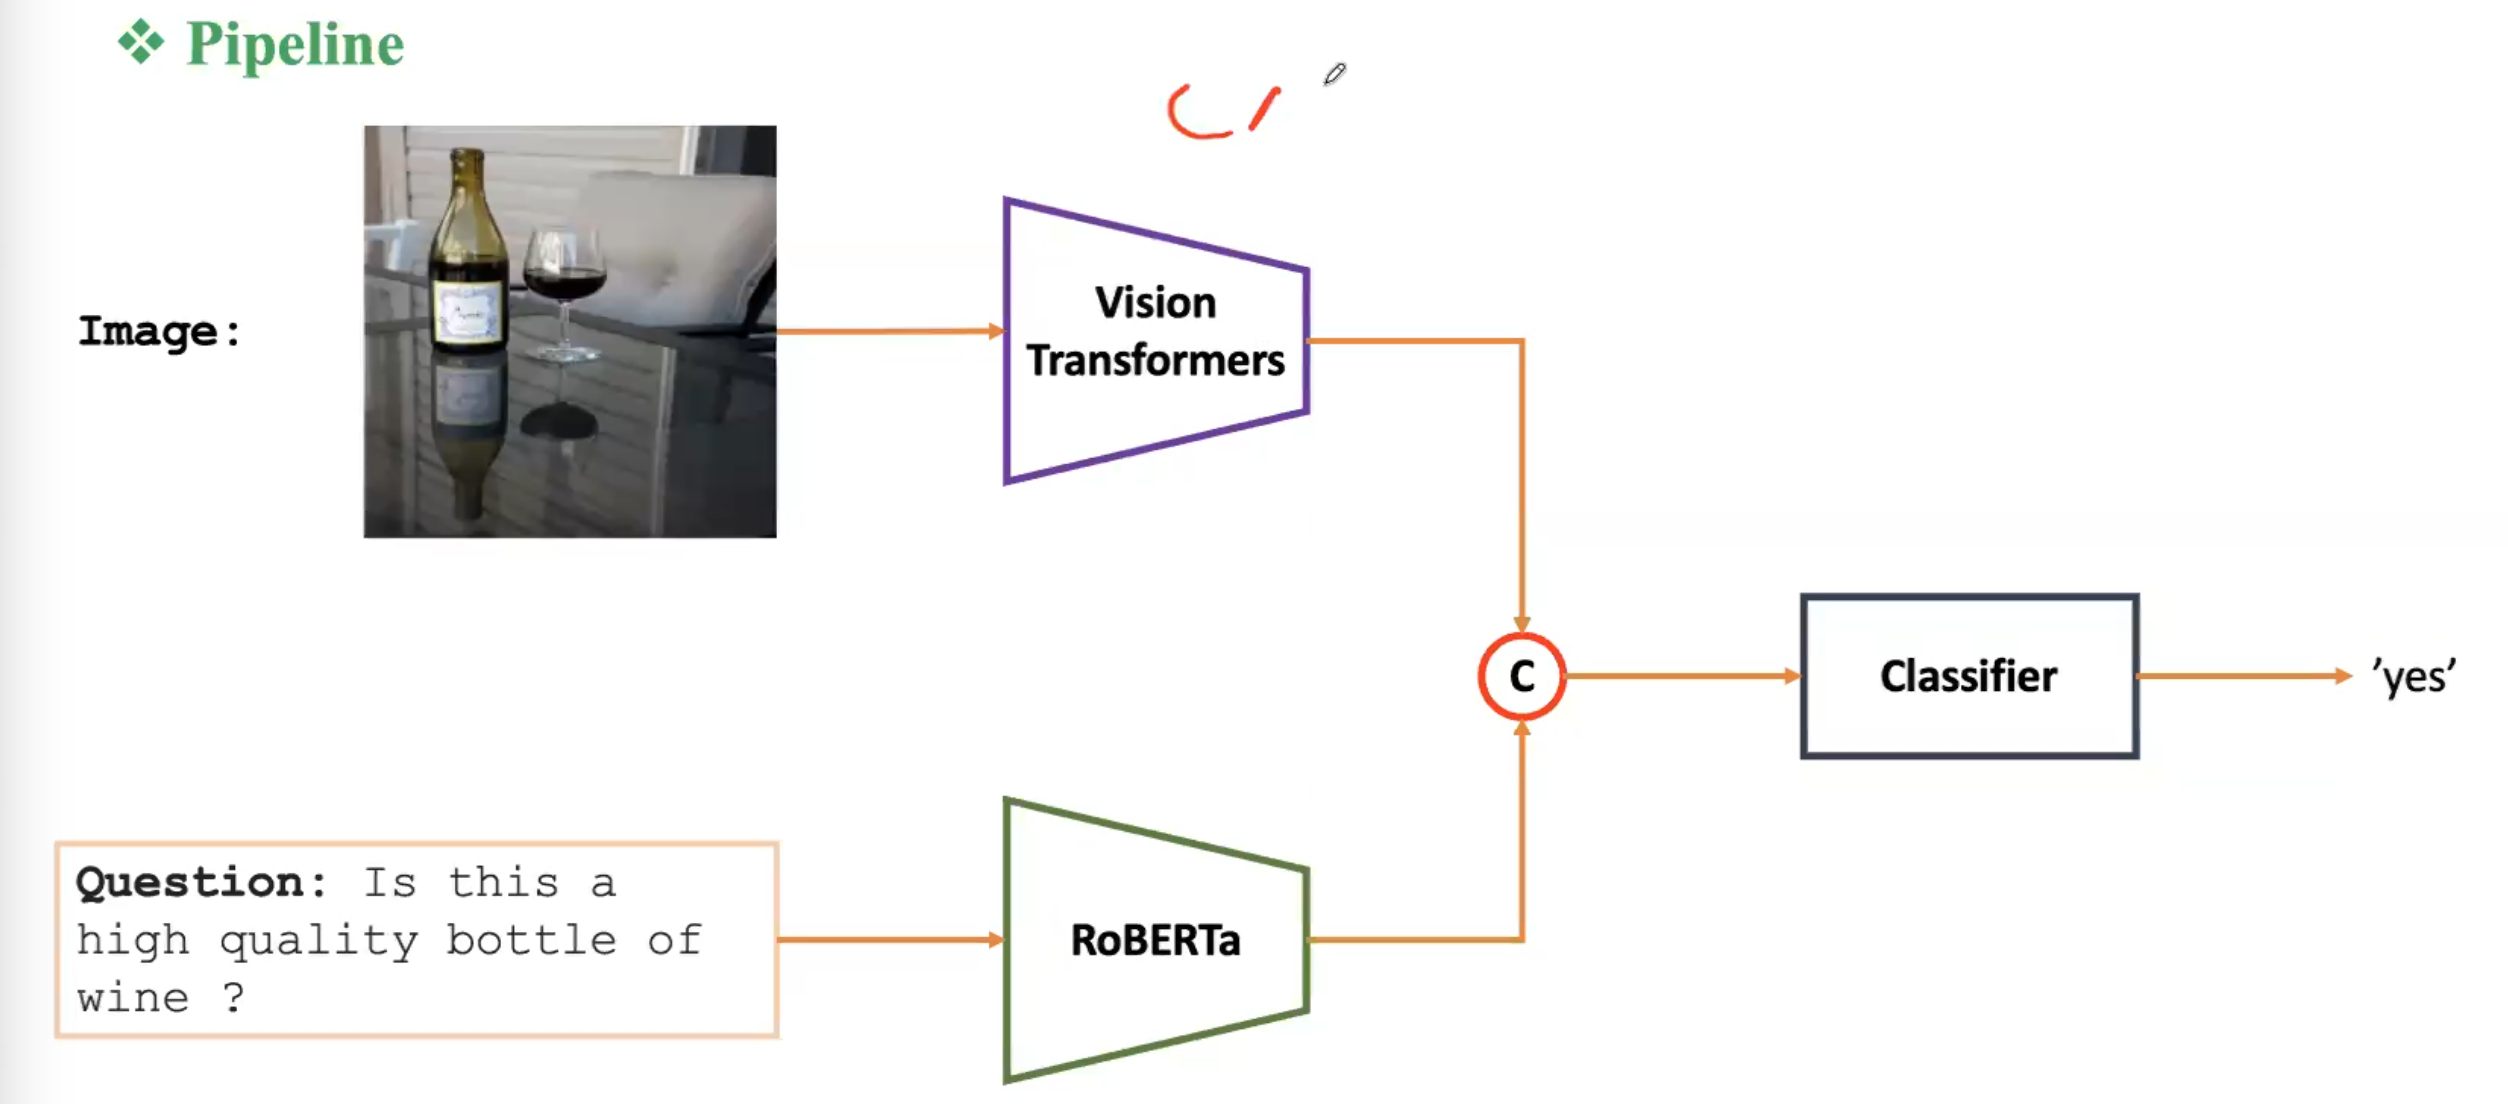 Pipeline
Image:
Vision
Transformers
C
Classifier
'yes'
Question: Is this a
high quality bottle of
wine ?
RoBERTa